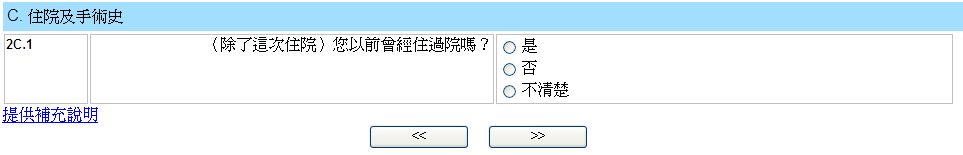 C. 住院及手術史
2C.1
（除了這次住院）您以前曾經住過院嗎？
是
否
不清楚
提供補充說明
<<
>>